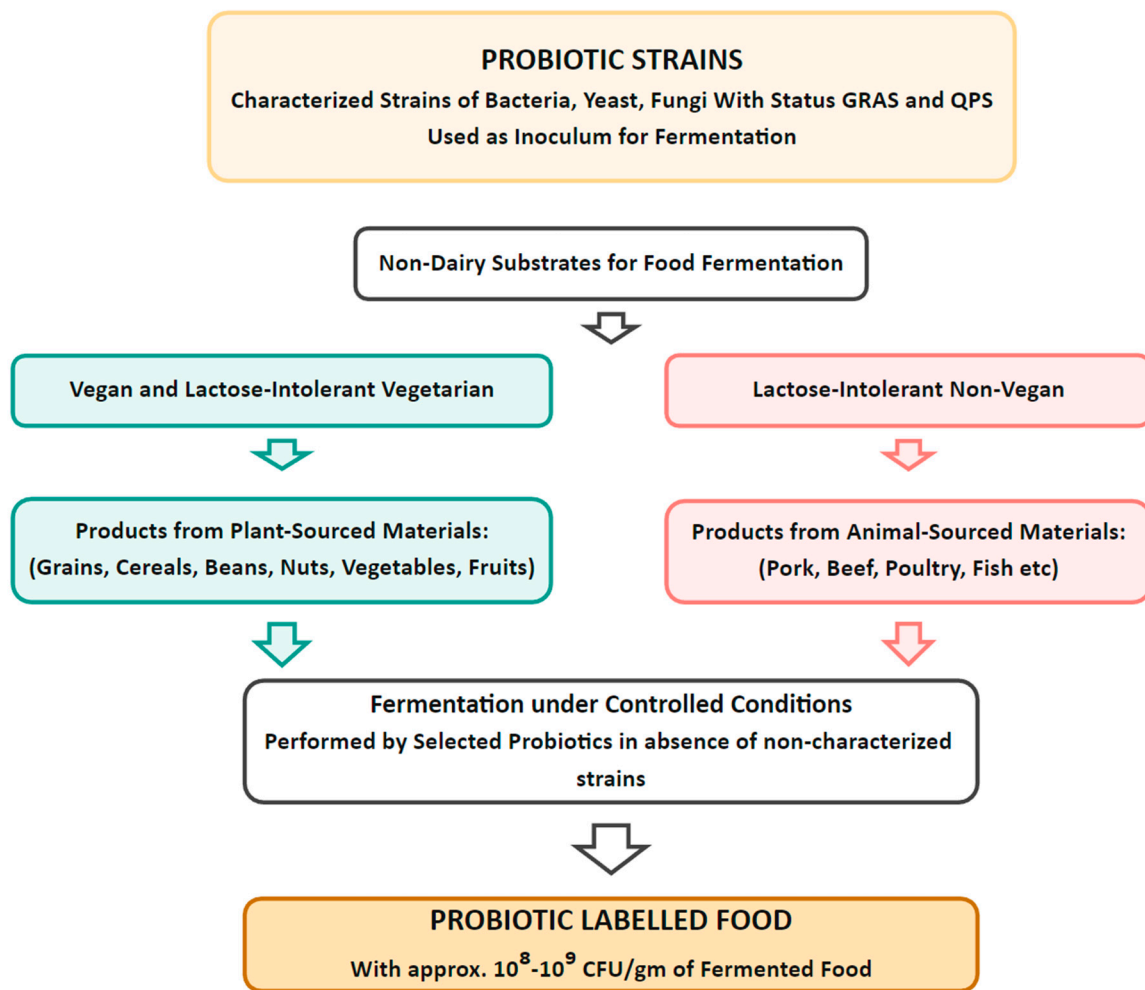 PROBIOTIC STRAINS
Characterized Strains of Bacteria, Yeast, Fungi With Status GRAS and QPS
Used as Inoculum for Fermentation
Non-Dairy Substrates for Food Fermentation
Vegan and Lactose-Intolerant Vegetarian
Lactose-Intolerant Non-Vegan
Products from Plant-Sourced Materials:
(Grains, Cereals, Beans, Nuts, Vegetables, Fruits)
Products from Animal-Sourced Materials:
(Pork, Beef, Poultry, Fish etc)
Fermentation under Controlled Conditions
Performed by Selected Probiotics in absence of non-characterized
strains
PROBIOTIC LABELLED FOOD
With approx. 10⁸-10⁹ CFU/gm of Fermented Food